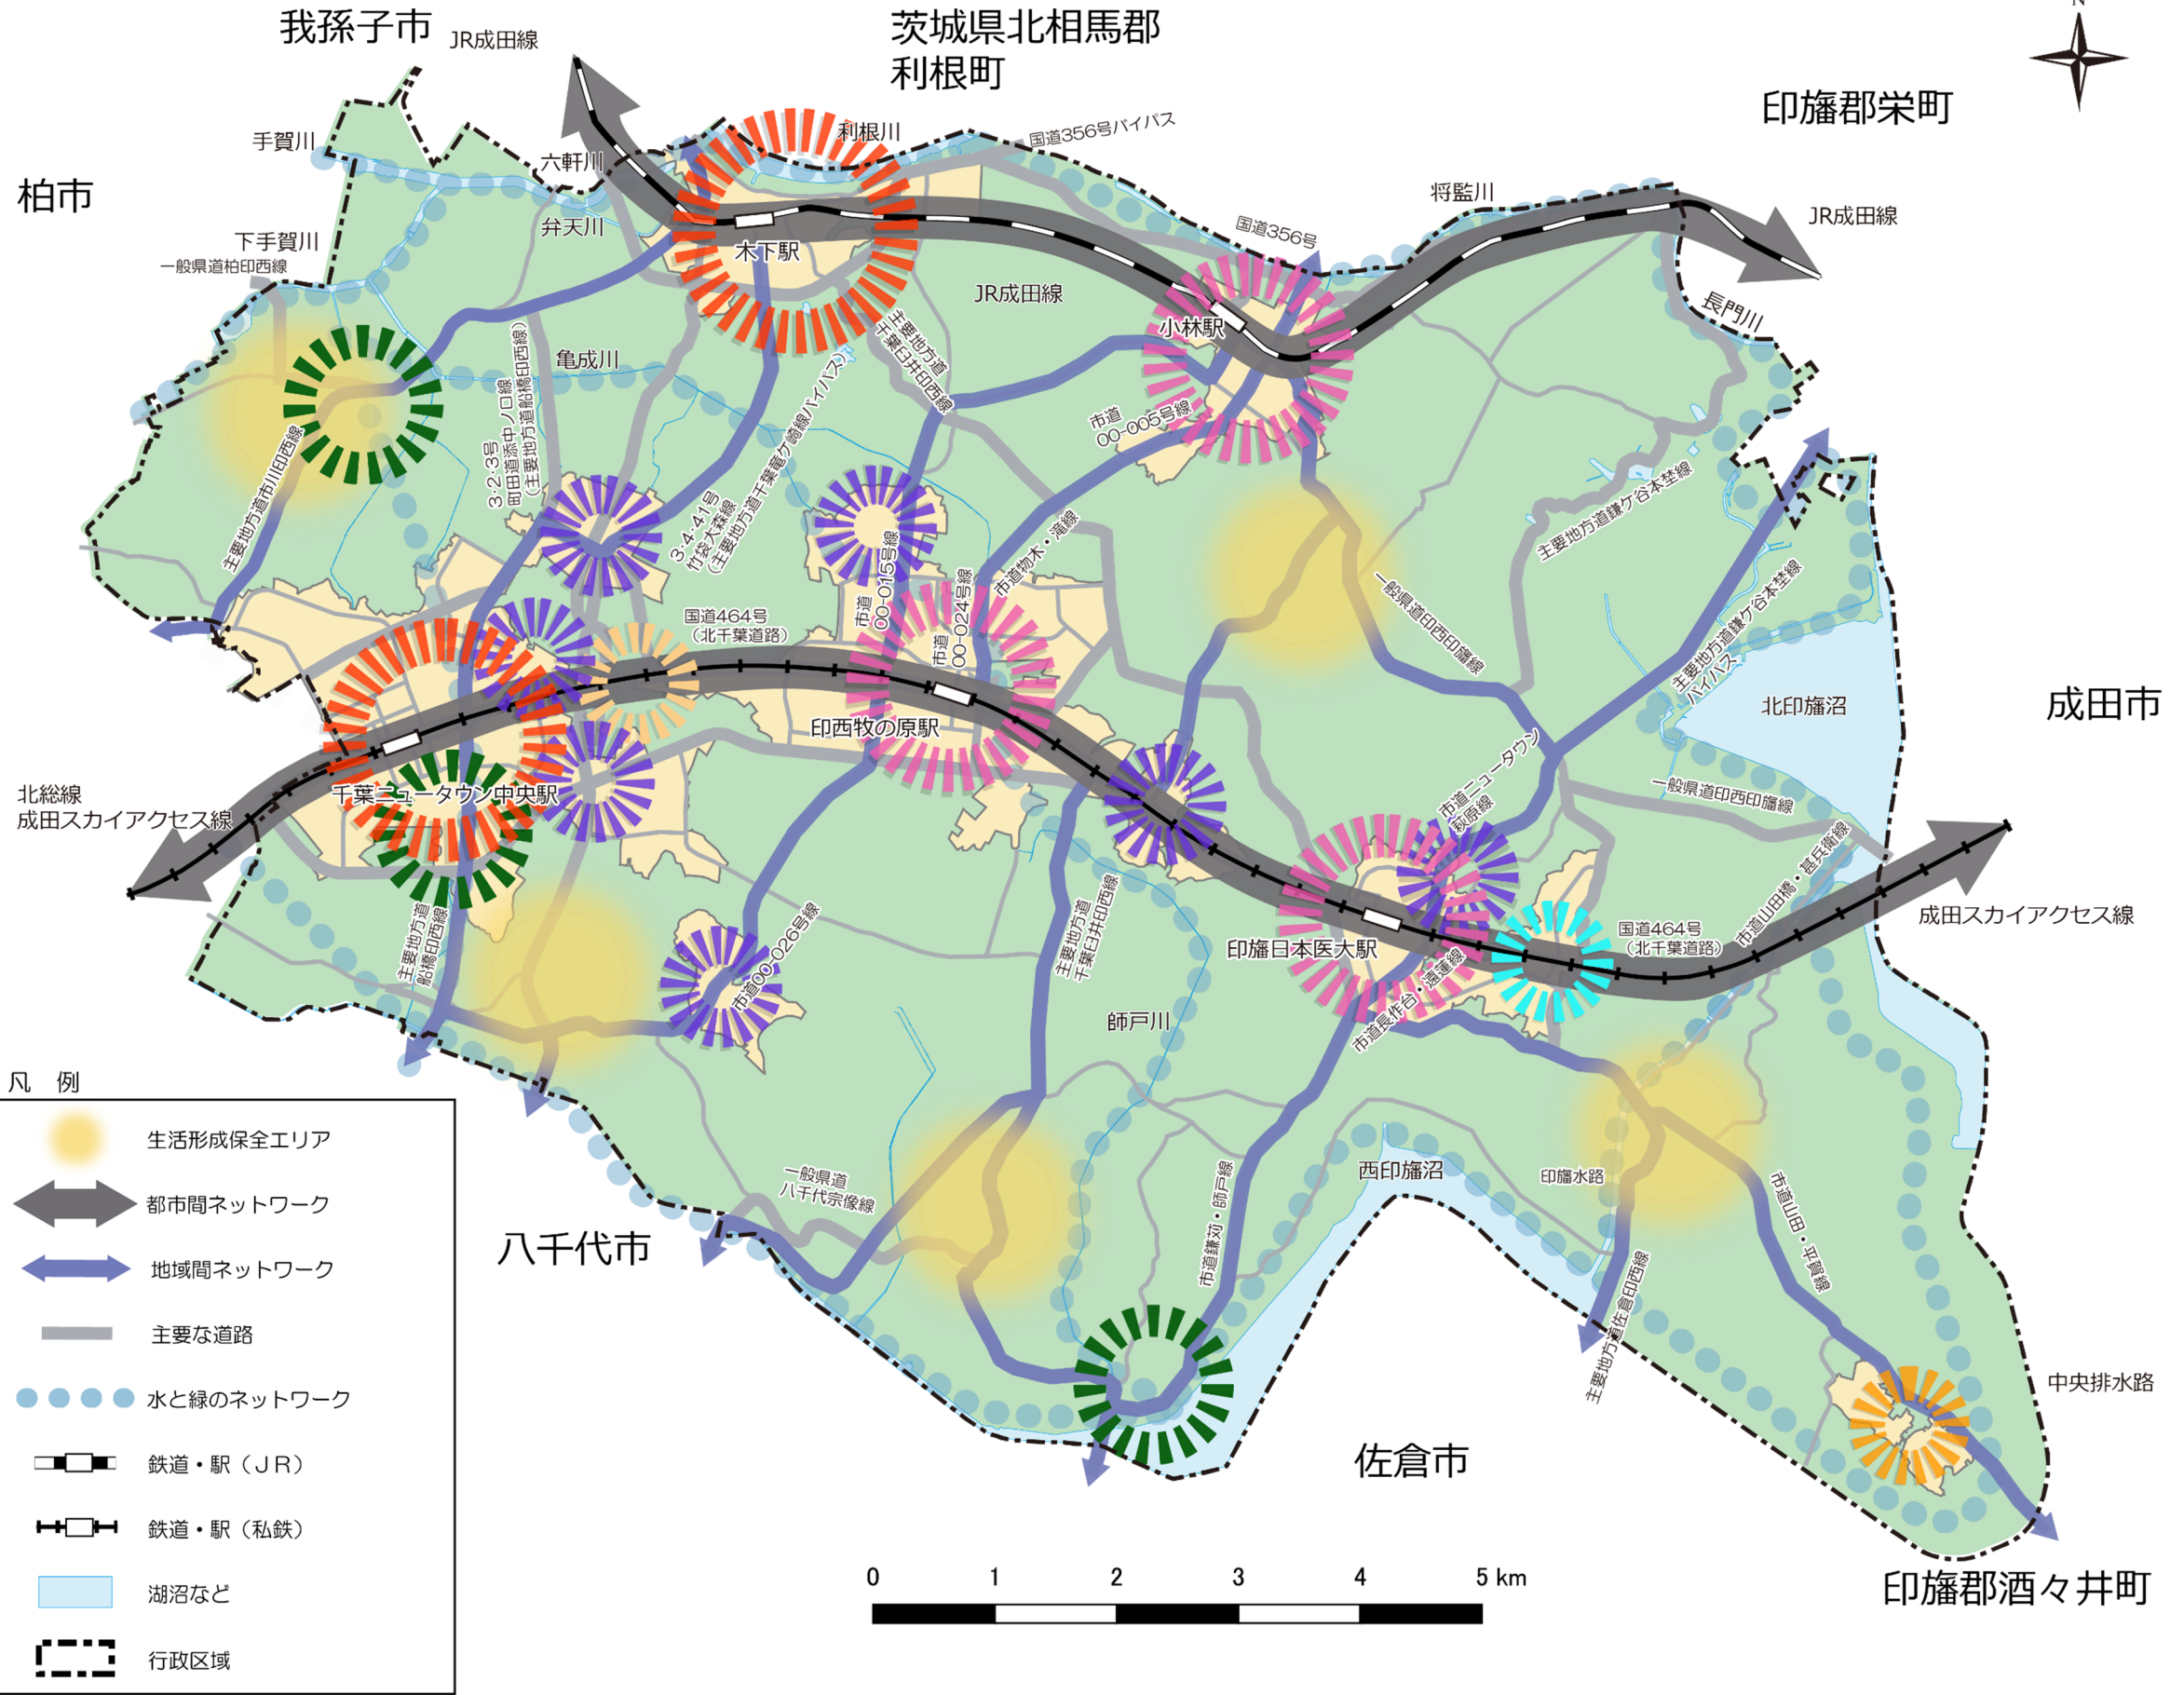 我孫子市
JR成田線
茨城県北相馬郡
利根町
N
印旛郡栄町
手賀川
六軒川
利根川
国道356号バイパス
柏市
将監川
JR成田線
弁天川
国道356号
下手賀川
一般県道柏印西線
木下駅
JR成田線
長門川
小林駅
亀成川
主要地方道
千葉臼井印西線
3・2・3号
町田道添中ノ口線
(主要地方道船橋印西線)
市道
00-005号線
主要地方道市川印西線
3・4・41号
竹袋大森線
(主要地方道千葉竜ケ崎線バイパス)
主要地方道鎌ケ谷本埜線
市道
00-015号線
市道物木・滝線
市道
00-024号線
国道464号
(北千葉道路)
一般県道印西印旛線
主要地方道鎌ケ谷本埜線
バイパス
北印旛沼
成田市
印西牧の原駅
千葉ニュータウン中央駅
北総線
成田スカイアクセス線
市道ニュータウン
萩原線
一般県道印西印旛線
主要地方道
船橋印西線
市道00-026号線
主要地方道
千葉臼井印西線
印旛日本医大駅
国道464号
(北千葉道路)
市道山田橋・甚兵衛線
成田スカイアクセス線
師戸川
市道長作台・遠蓮線
西印旛沼
印旛水路
一般県道
八千代宗像線
市道鎌苅・師戸線
市道山田・平賀線
八千代市
主要地方道佐倉印西線
中央排水路
佐倉市
印旛郡酒々井町
凡 例
生活形成保全エリア
都市間ネットワーク
地域間ネットワーク
主要な道路
水と緑のネットワーク
鉄道・駅(JR)
鉄道・駅(私鉄)
湖沼など
行政区域
0 1 2 3 4 5 km